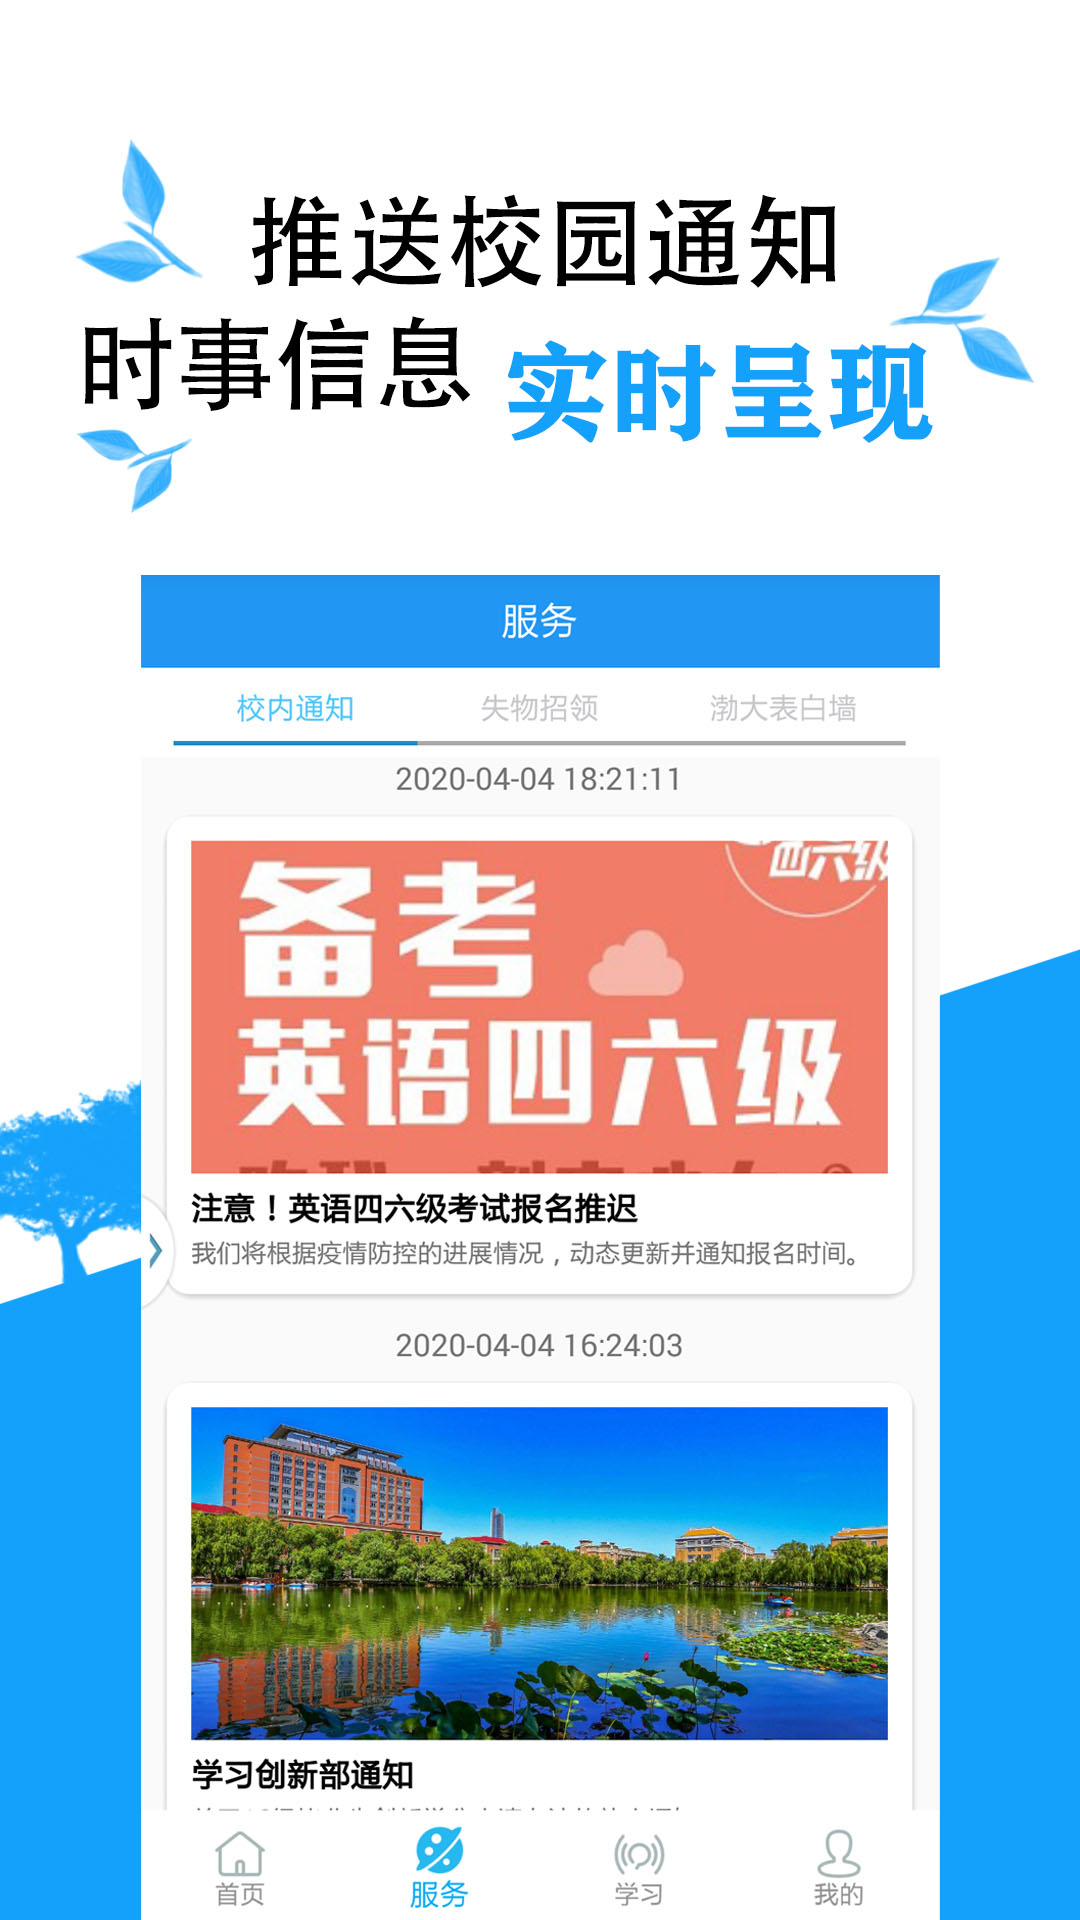 推送校园通知
时事信息 实时呈现
服务
校内通知 失物招领 渤大表白墙
2020-04-04 18:21:11
四六级
备考
英语四六级
注意！英语四六级考试报名推迟
我们将根据疫情防控的进展情况，动态更新并通知报名时间。
2020-04-04 16:24:03
学习创新部通知
首页 服务 学习 我的